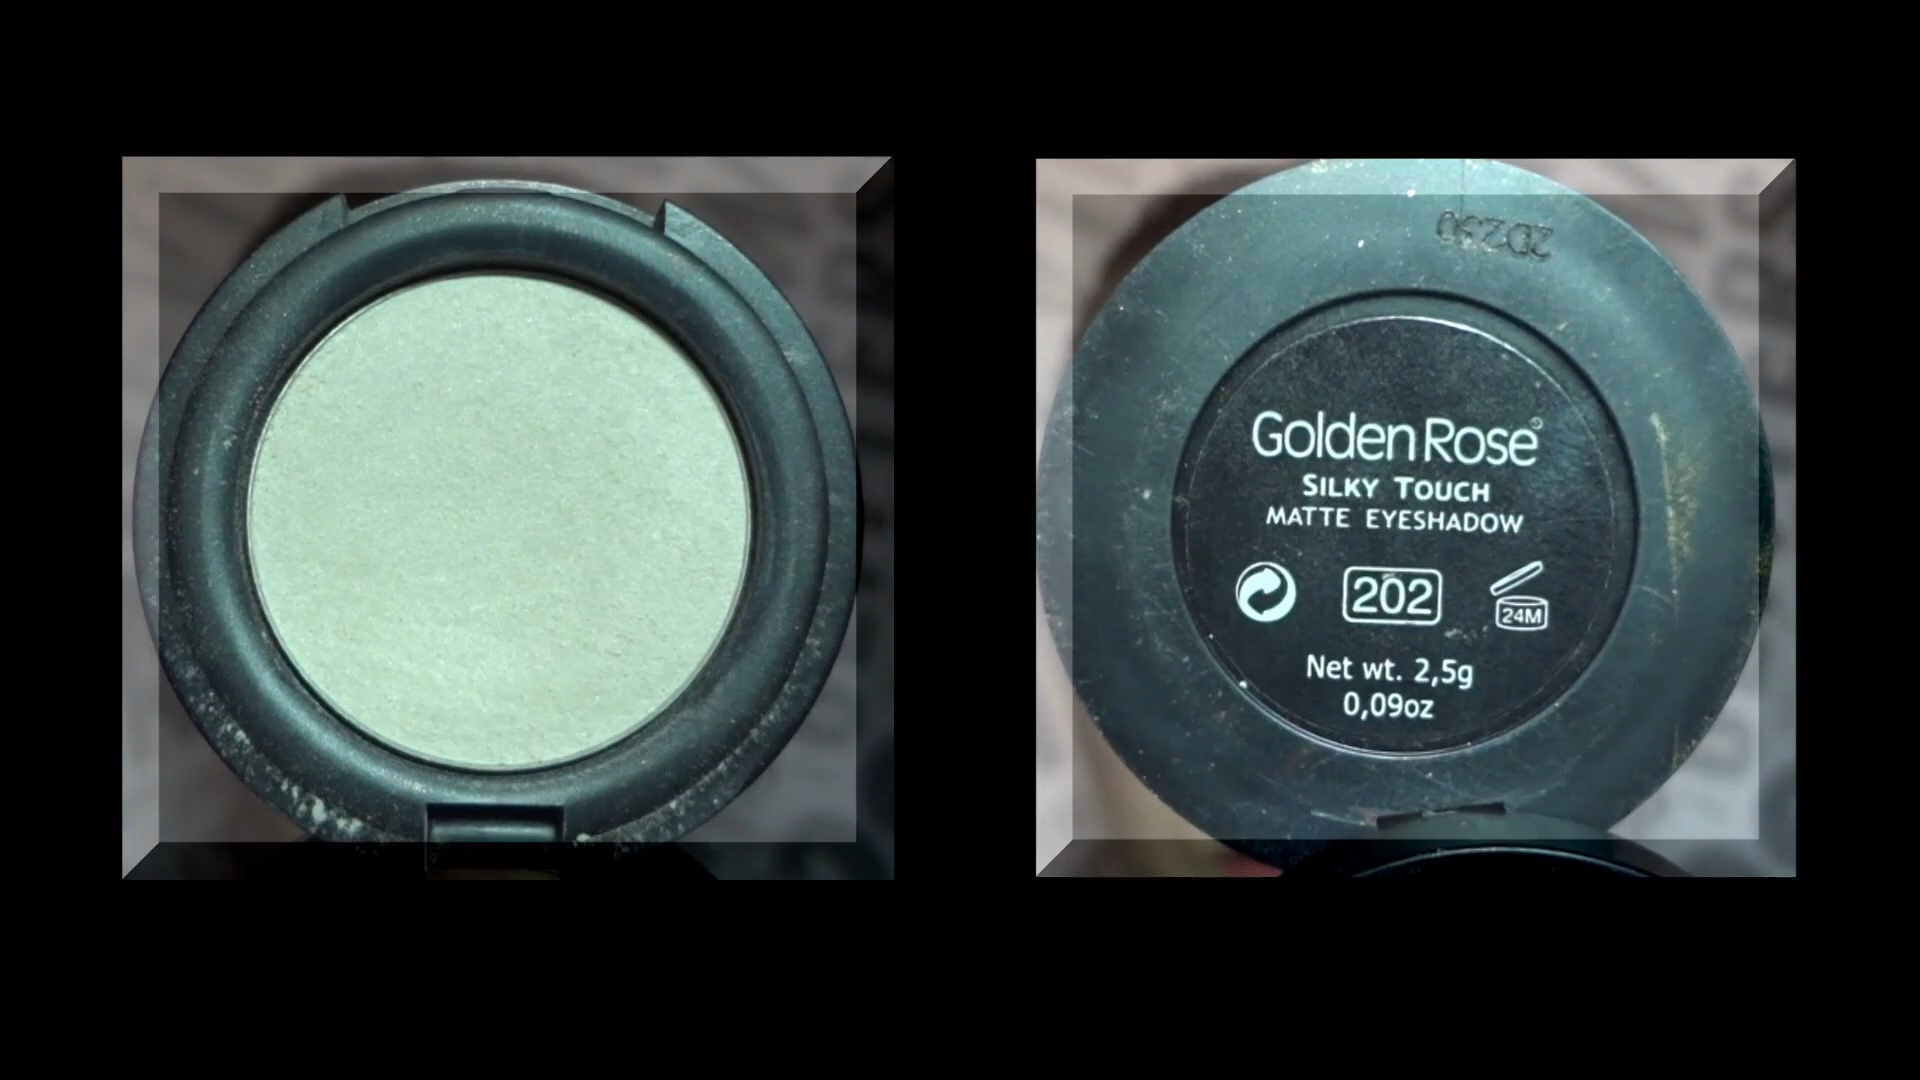 Golden Rose
SILKY TOUCH
MATTE EYESHADOW
202
24M
Net wt. 2,5g
0,09oz